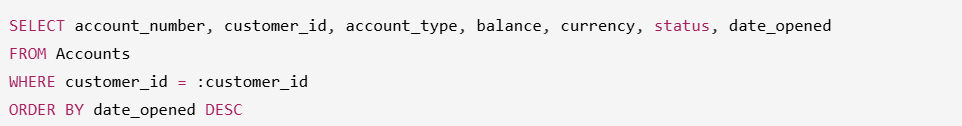 SELECT account_number, customer_id, account_type, balance, currency, status, date_opened
FROM Accounts
WHERE customer_id = :customer_id
ORDER BY date_opened DESC